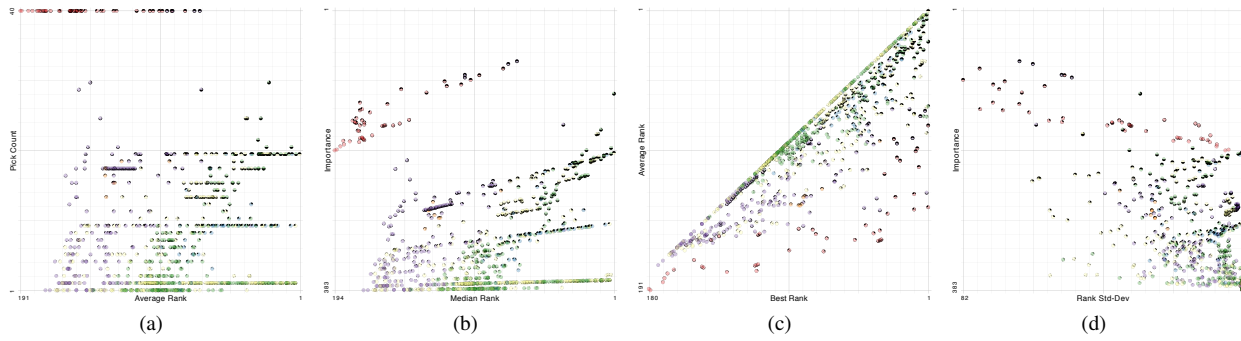 40
Pick Count
1
191
Average Rank
1
(a)
1
Importance
383
194
Median Rank
1
(b)
1
Average Rank
191
180
Best Rank
1
(c)
1
Importance
383
82
Rank Std-Dev
(d)